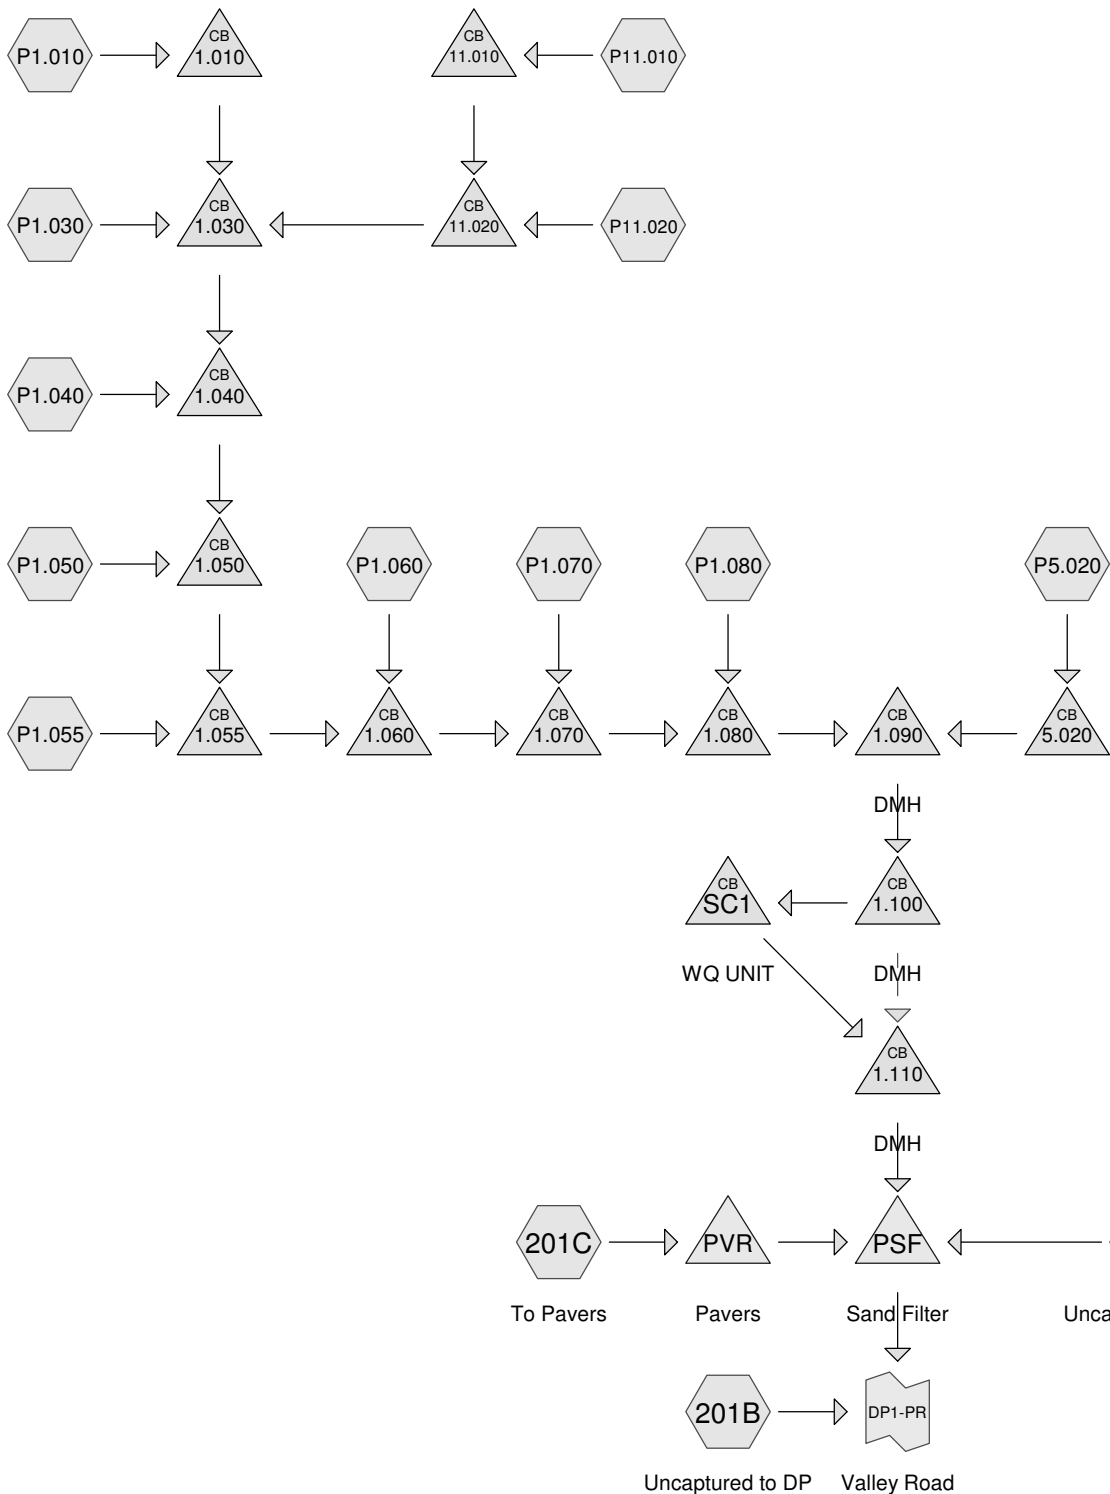 P1.010
CB
1.010
CB
11.010
P11.010
P1.030
CB
1.030
CB
11.020
P11.020
P1.040
CB
1.040
P1.050
CB
1.050
P1.060
P1.070
P1.080
P5.020
P1.055
CB
1.055
CB
1.060
CB
1.070
CB
1.080
CB
1.090
CB
5.020
DMH
CB
SC1
CB
1.100
WQ UNIT
DMH
CB
1.110
DMH
201C
PVR
PSF
To Pavers
Pavers
Sand Filter
Unca
201B
DP1-PR
Uncaptured to DP
Valley Road